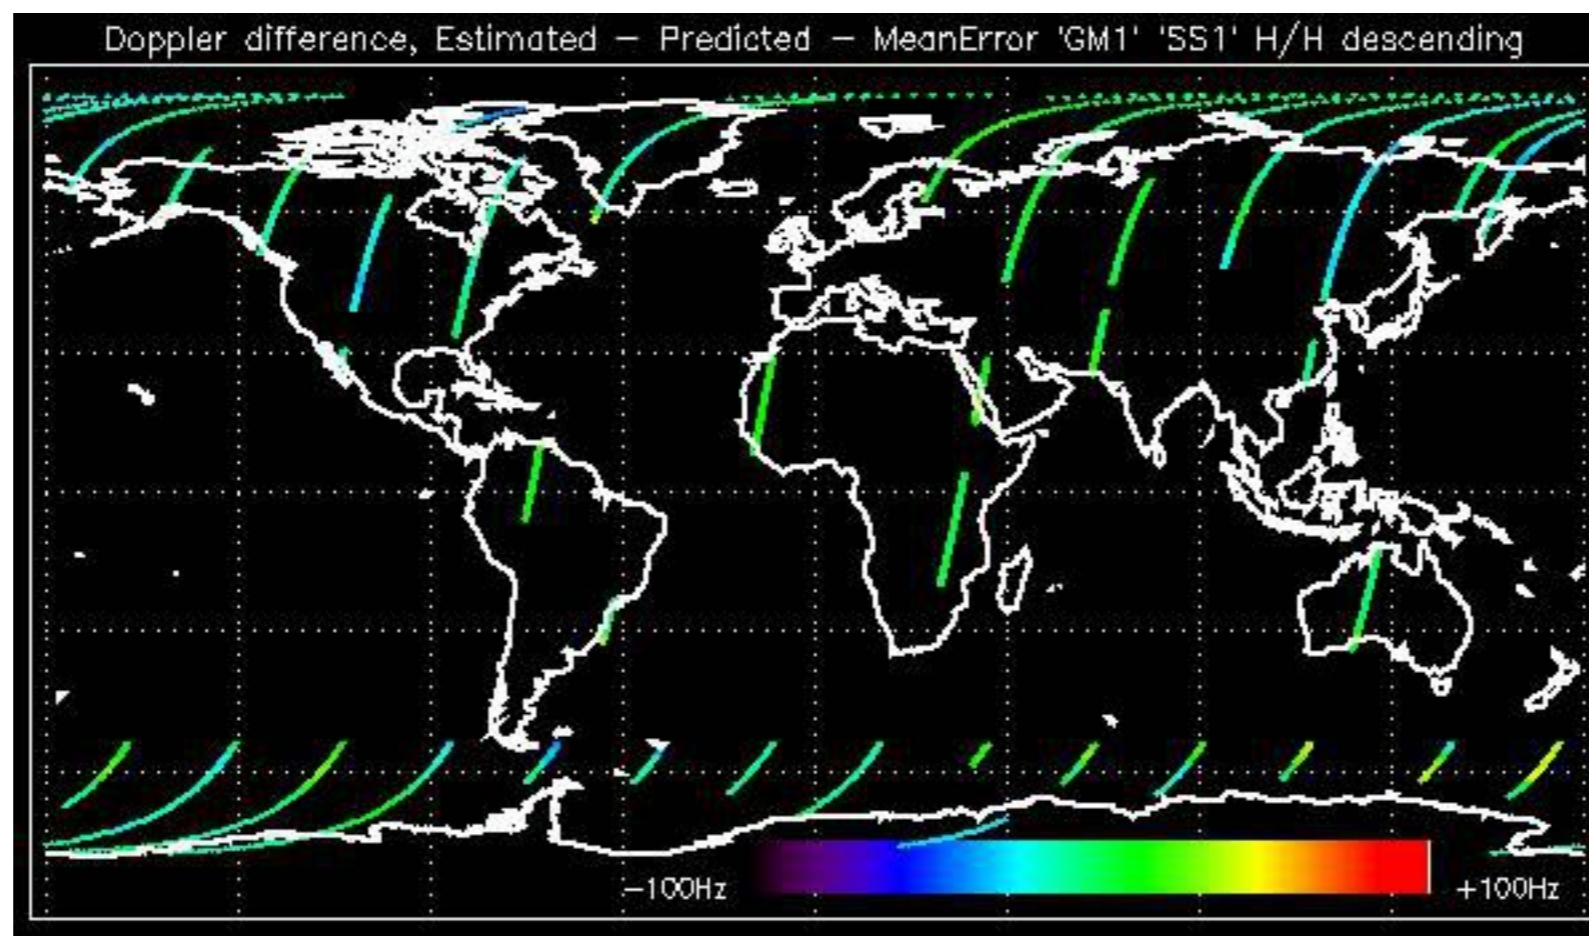 Doppler difference, Estimated – Predicted – MeanError 'GM1' 'SS1' H/H descending
–100Hz
+100Hz